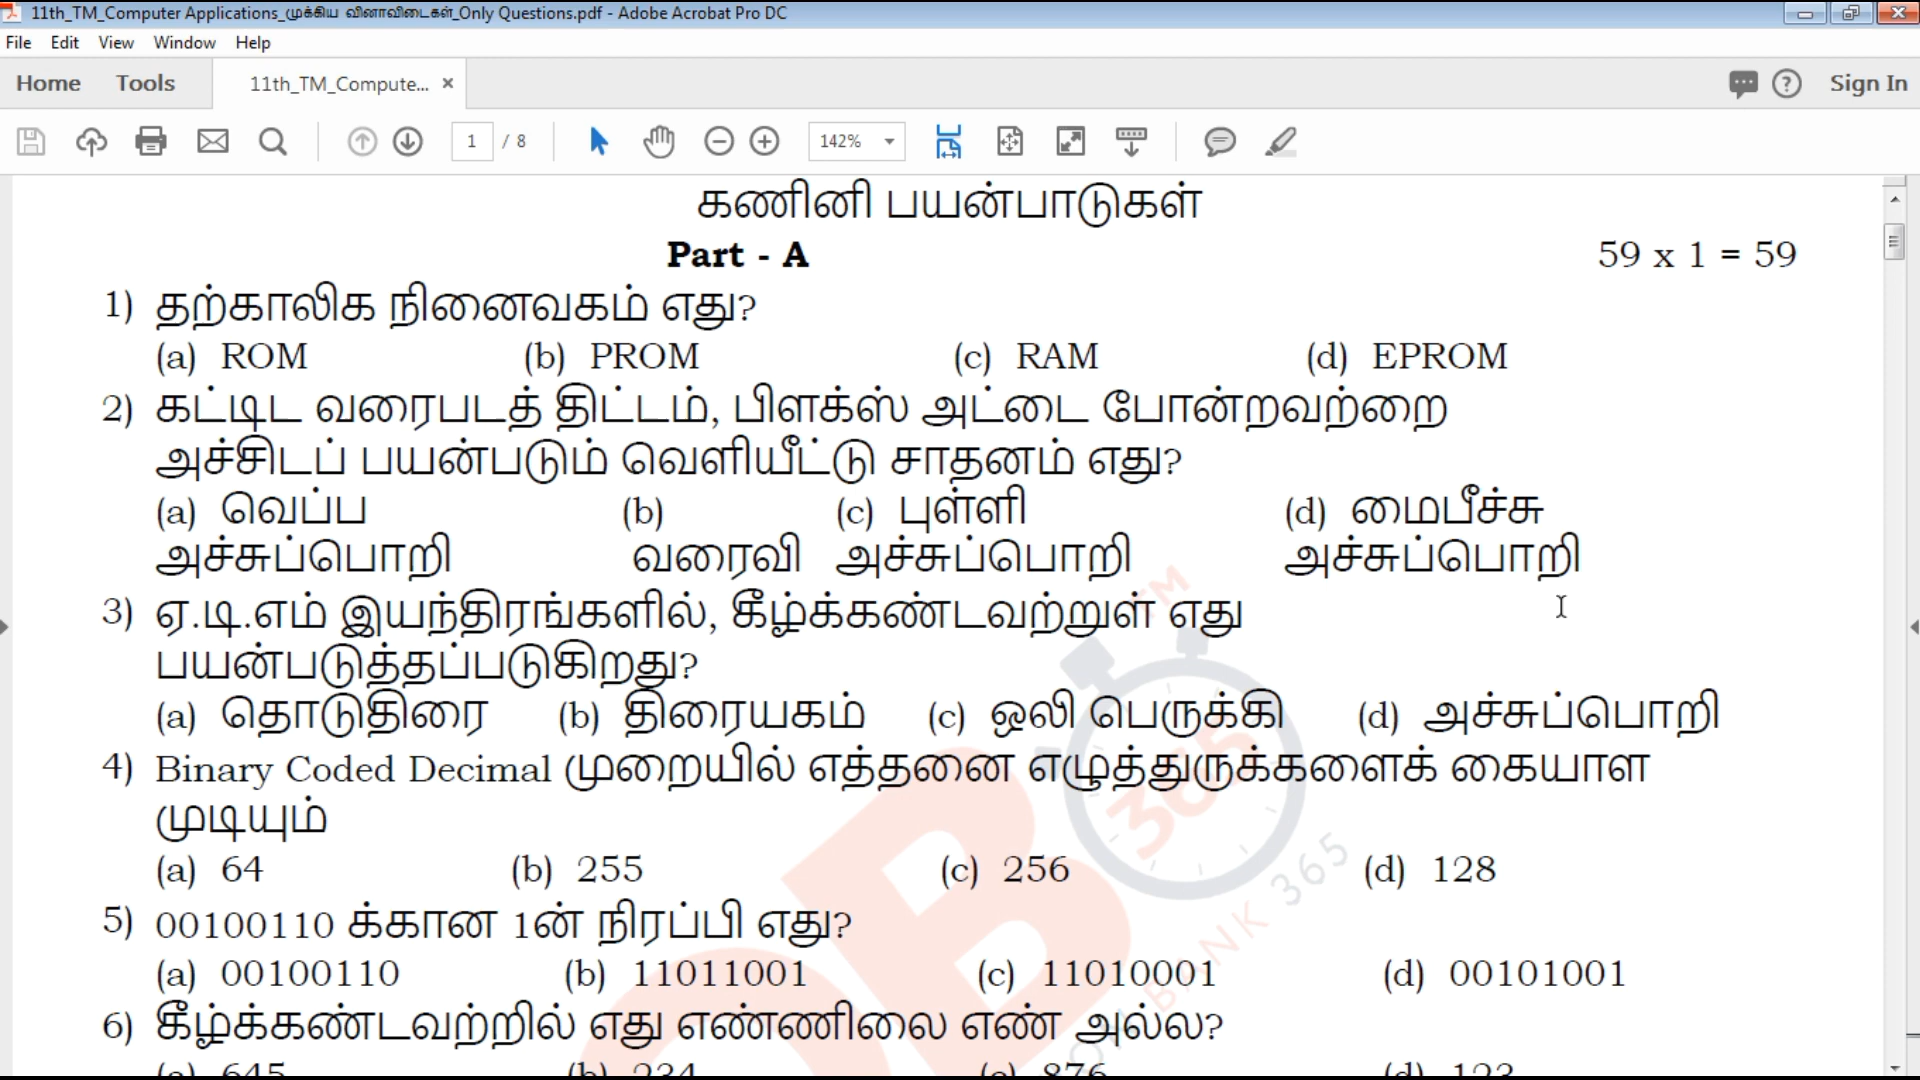 11th_TM_Computer Applications_முக்கிய வினாவிடைகள்_Only Questions.pdf - Adobe Acrobat Pro DC
File Edit View Window Help
Home Tools 11th_TM_Compute... × Sign In
1 / 8 142%
கணினி பயன்பாடுகள்
Part - A 59 x 1 = 59
1) தற்காலிக நினைவகம் எது?
(a) ROM (b) PROM (c) RAM (d) EPROM
2) கட்டிட வரைபடத் திட்டம், பிளக்ஸ் அட்டை போன்றவற்றை
அச்சிடப் பயன்படும் வெளியீட்டு சாதனம் எது?
(a) வெப்ப (b) (c) புள்ளி (d) மைபீச்சு
அச்சுப்பொறி வரைவி அச்சுப்பொறி அச்சுப்பொறி
3) ஏ.டி.எம் இயந்திரங்களில், கீழ்க்கண்டவற்றுள் எது
பயன்படுத்தப்படுகிறது?
(a) தொடுதிரை (b) திரையகம் (c) ஒலி பெருக்கி (d) அச்சுப்பொறி
4) Binary Coded Decimal முறையில் எத்தனை எழுத்துருக்களைக் கையாள
முடியும்
(a) 64 (b) 255 (c) 256 (d) 128
5) 00100110 க்கான 1ன் நிரப்பி எது?
(a) 00100110 (b) 11011001 (c) 11010001 (d) 00101001
6) கீழ்க்கண்டவற்றில் எது எண்ணிலை எண் அல்ல?
(a) 645 (b) 234 (c) 876 (d) 123
TM
365
BANK 365